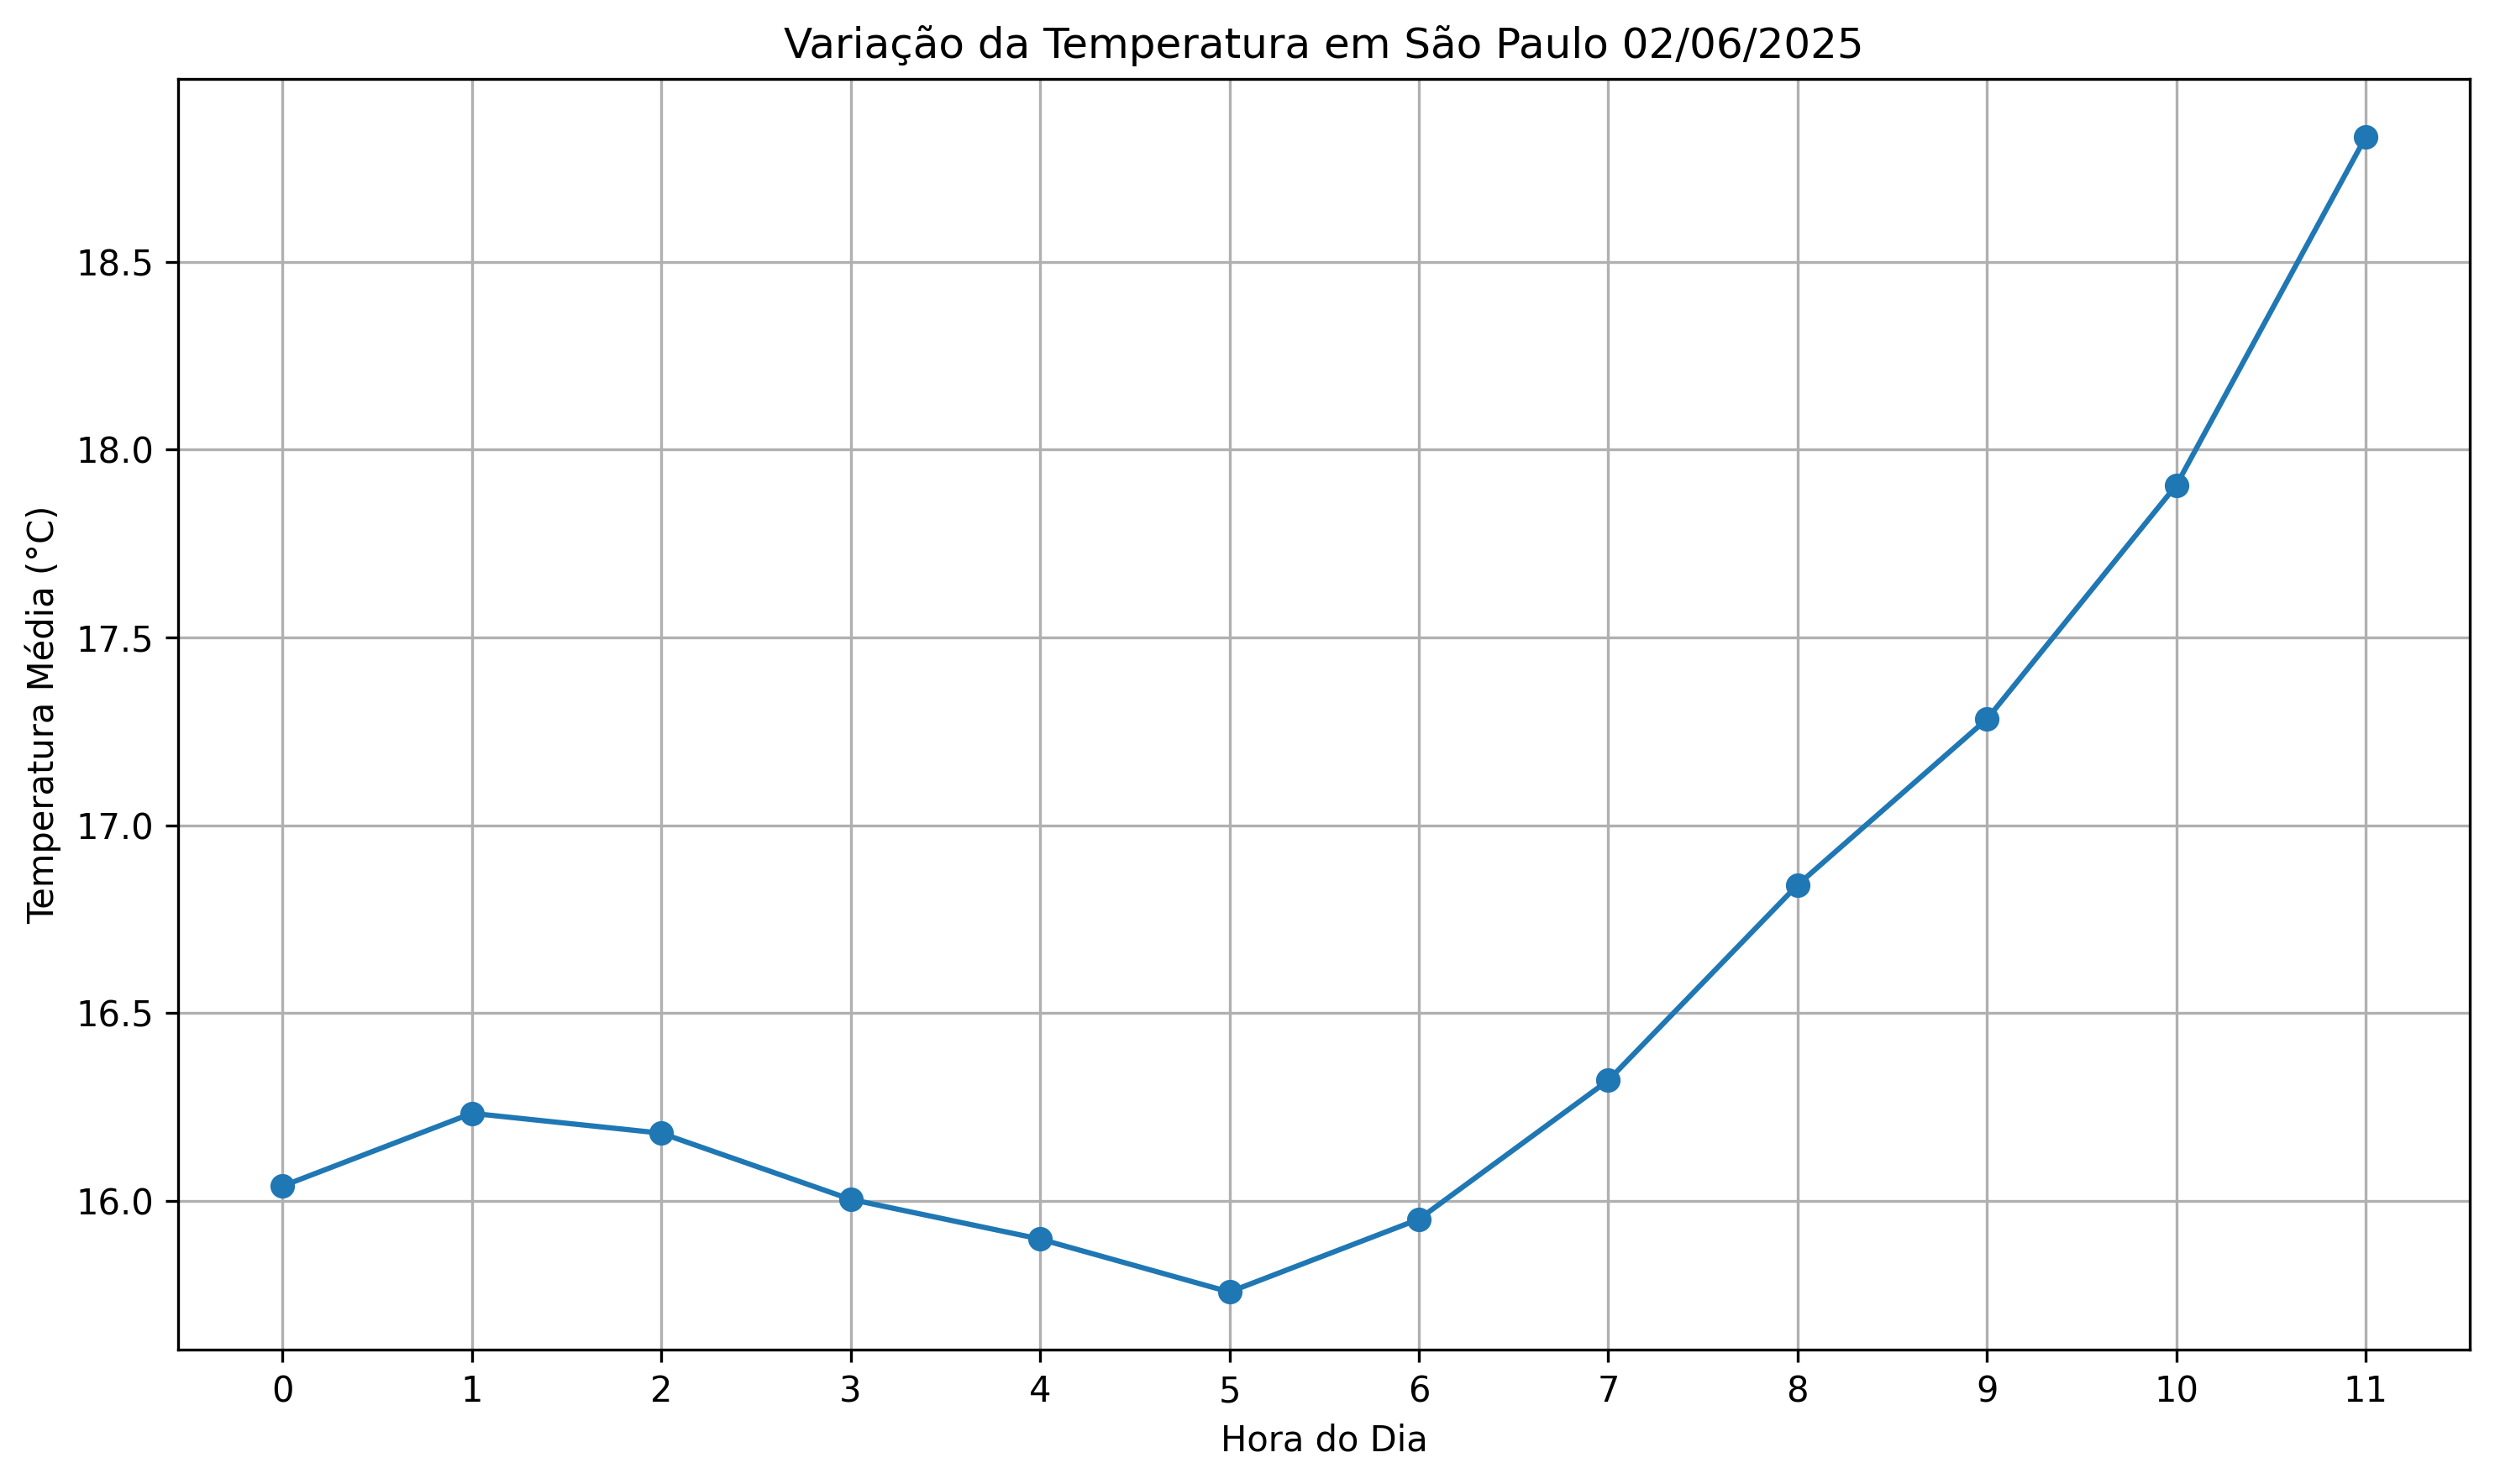 Variação da Temperatura em São Paulo 02/06/2025
Temperatura Média (°C)
18.5
18.0
17.5
17.0
16.5
16.0
0 1 2 3 4 5 6 7 8 9 10 11
Hora do Dia